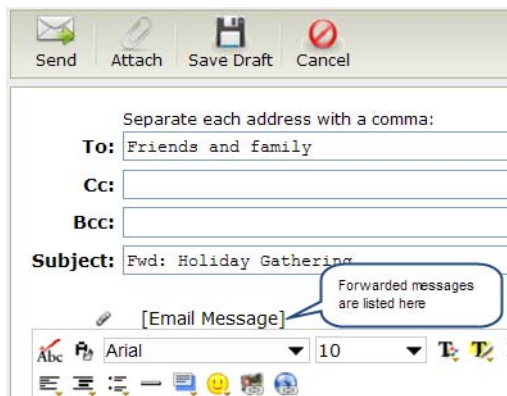 Send Attach Save Draft Cancel
Separate each address with a comma:
To: Friends and family
Cc:
Bcc:
Subject: Fwd: Holiday Gathering
Forwarded messages
are listed here
[Email Message]
Abc Arial 10 T T